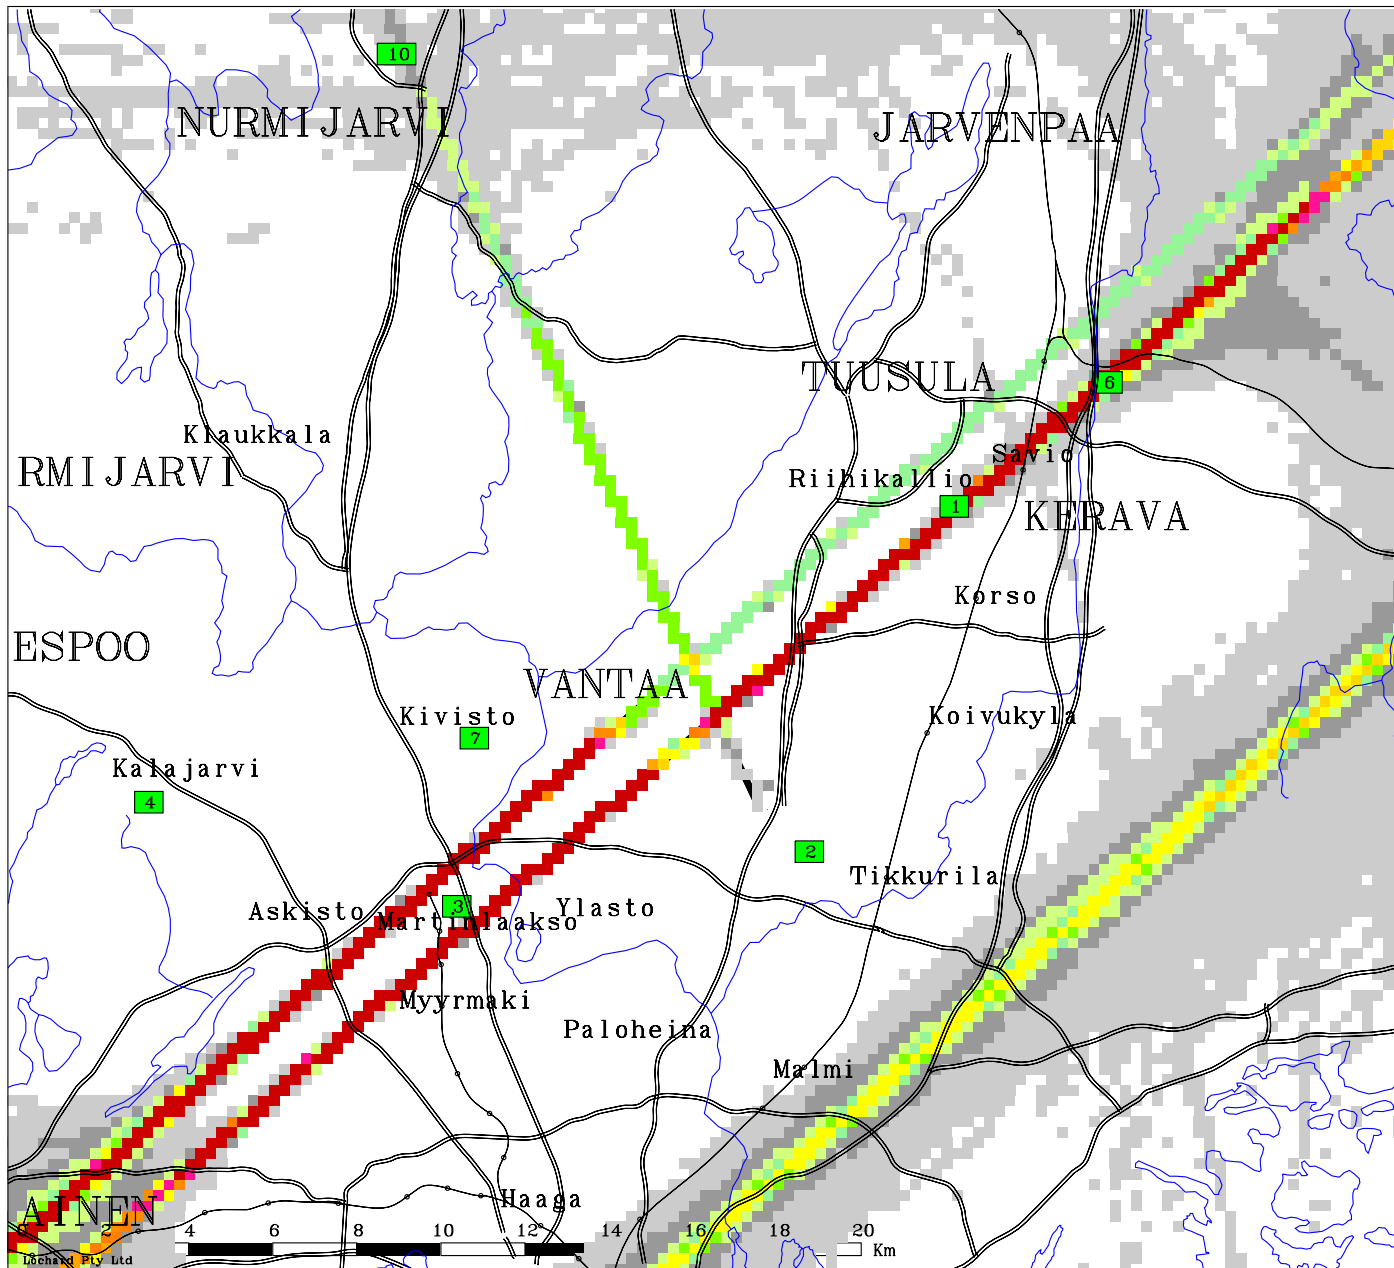 10
NURMIJARVI
JARVENPAA
TUUSULA
6
Klaukkala
Savio
RMIJARVI
Riihikallio
1
KERAVA
Korso
ESPOO
VANTAA
Kivisto
Koivukyla
7
Kalajarvi
4
2
Tikkurila
Askisto
3
Ylasto
Martinlaakso
Myyrmaki
Paloheina
Malmi
Haaga
AINEN
0 2 4 6 8 10 12 14 16 18 20
Km
Lochard Pty Ltd